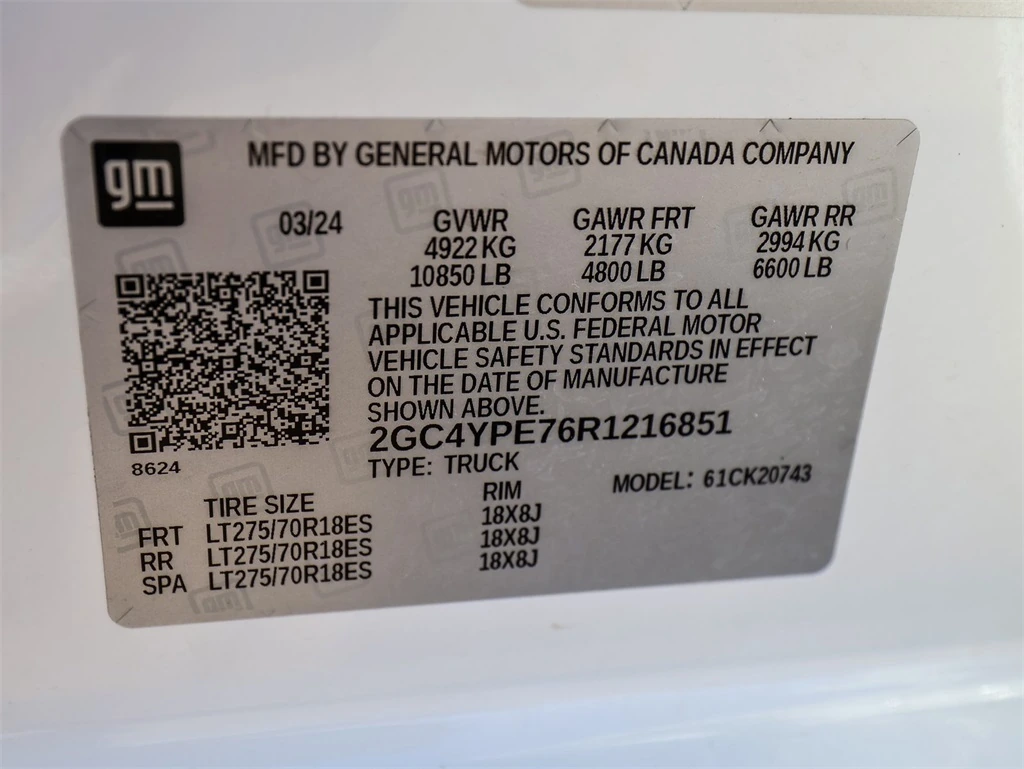 gm
MFD BY GENERAL MOTORS OF CANADA COMPANY
03/24 GVWR GAWR FRT GAWR RR
4922 KG 2177 KG 2994 KG
10850 LB 4800 LB 6600 LB
THIS VEHICLE CONFORMS TO ALL
APPLICABLE U.S. FEDERAL MOTOR
VEHICLE SAFETY STANDARDS IN EFFECT
ON THE DATE OF MANUFACTURE
SHOWN ABOVE.
2GC4YPE76R1216851
8624 TYPE: TRUCK MODEL: 61CK20743
TIRE SIZE RIM
FRT LT275/70R18ES 18X8J
RR LT275/70R18ES 18X8J
SPA LT275/70R18ES 18X8J